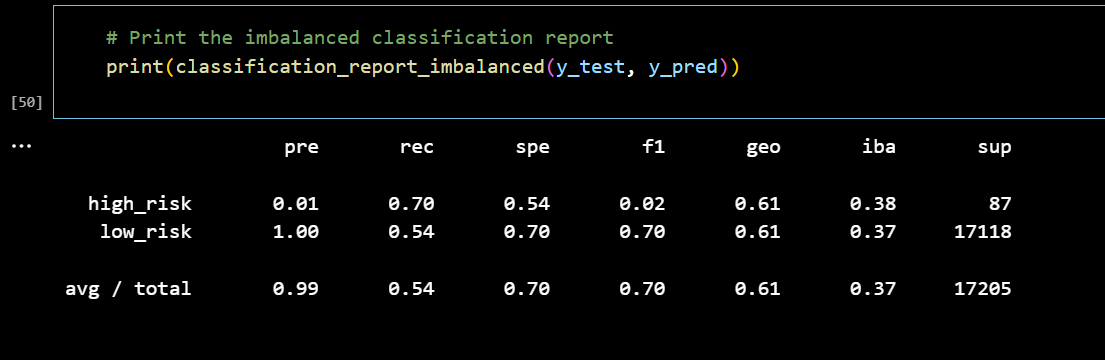 # Print the imbalanced classification report
print(classification_report_imbalanced(y_test, y_pred))
[50]
...
pre rec spe f1 geo iba sup
high_risk 0.01 0.70 0.54 0.02 0.61 0.38 87
low_risk 1.00 0.54 0.70 0.70 0.61 0.37 17118
avg / total 0.99 0.54 0.70 0.70 0.61 0.37 17205